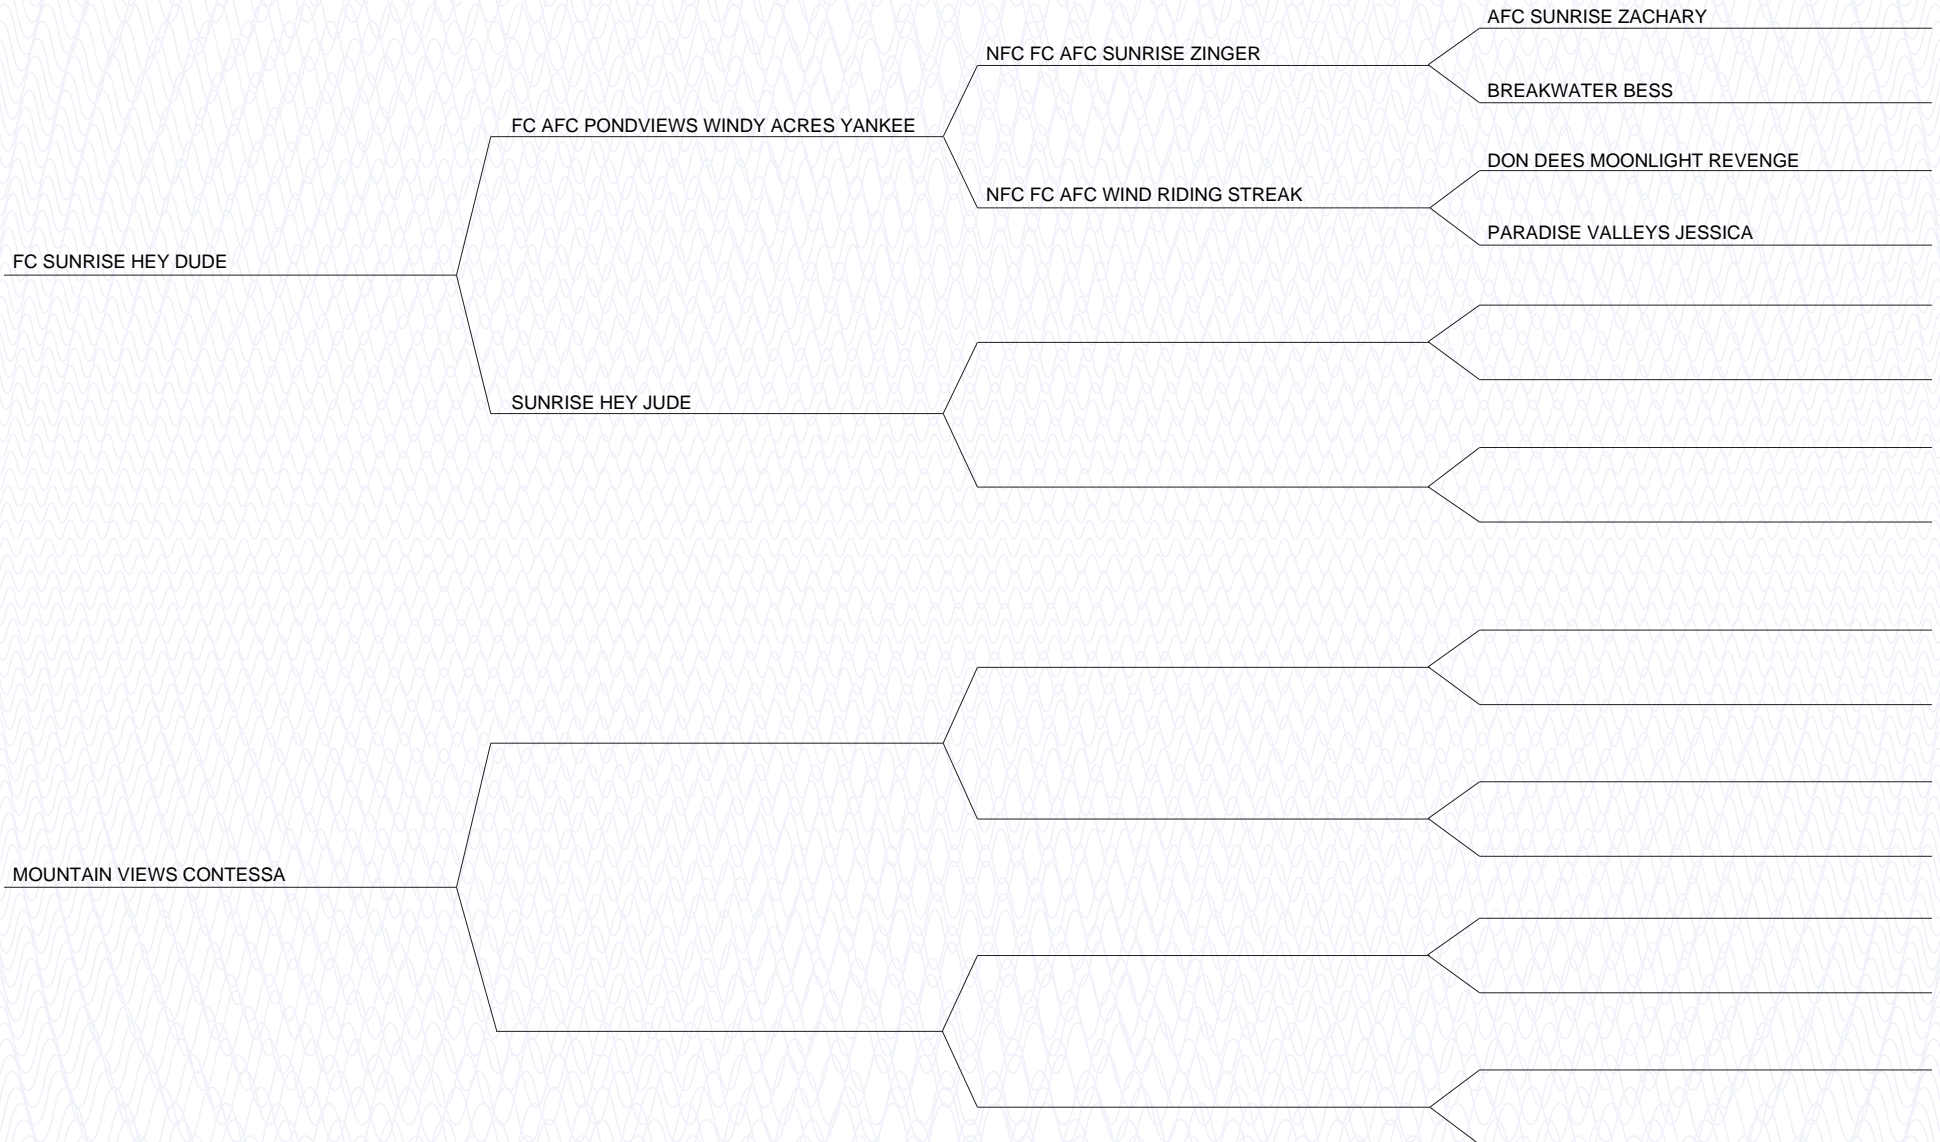 AFC SUNRISE ZACHARY
NFC FC AFC SUNRISE ZINGER
BREAKWATER BESS
FC AFC PONDVIEWS WINDY ACRES YANKEE
DON DEES MOONLIGHT REVENGE
NFC FC AFC WIND RIDING STREAK
PARADISE VALLEYS JESSICA
FC SUNRISE HEY DUDE
SUNRISE HEY JUDE
MOUNTAIN VIEWS CONTESSA